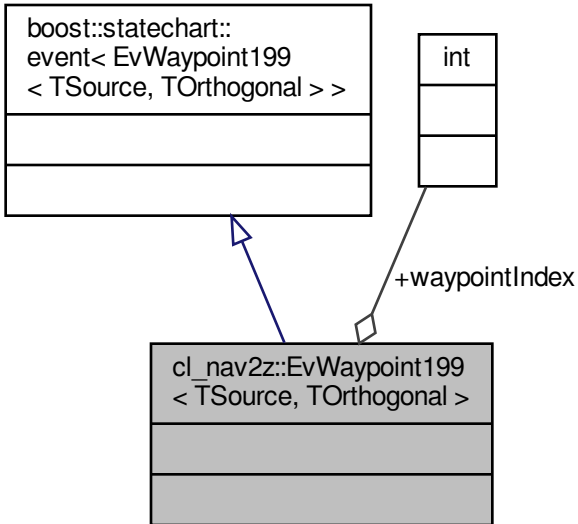 boost::statechart::
event< EvWaypoint199
< TSource, TOrthogonal > >
int
+waypointIndex
cl_nav2z::EvWaypoint199
< TSource, TOrthogonal >